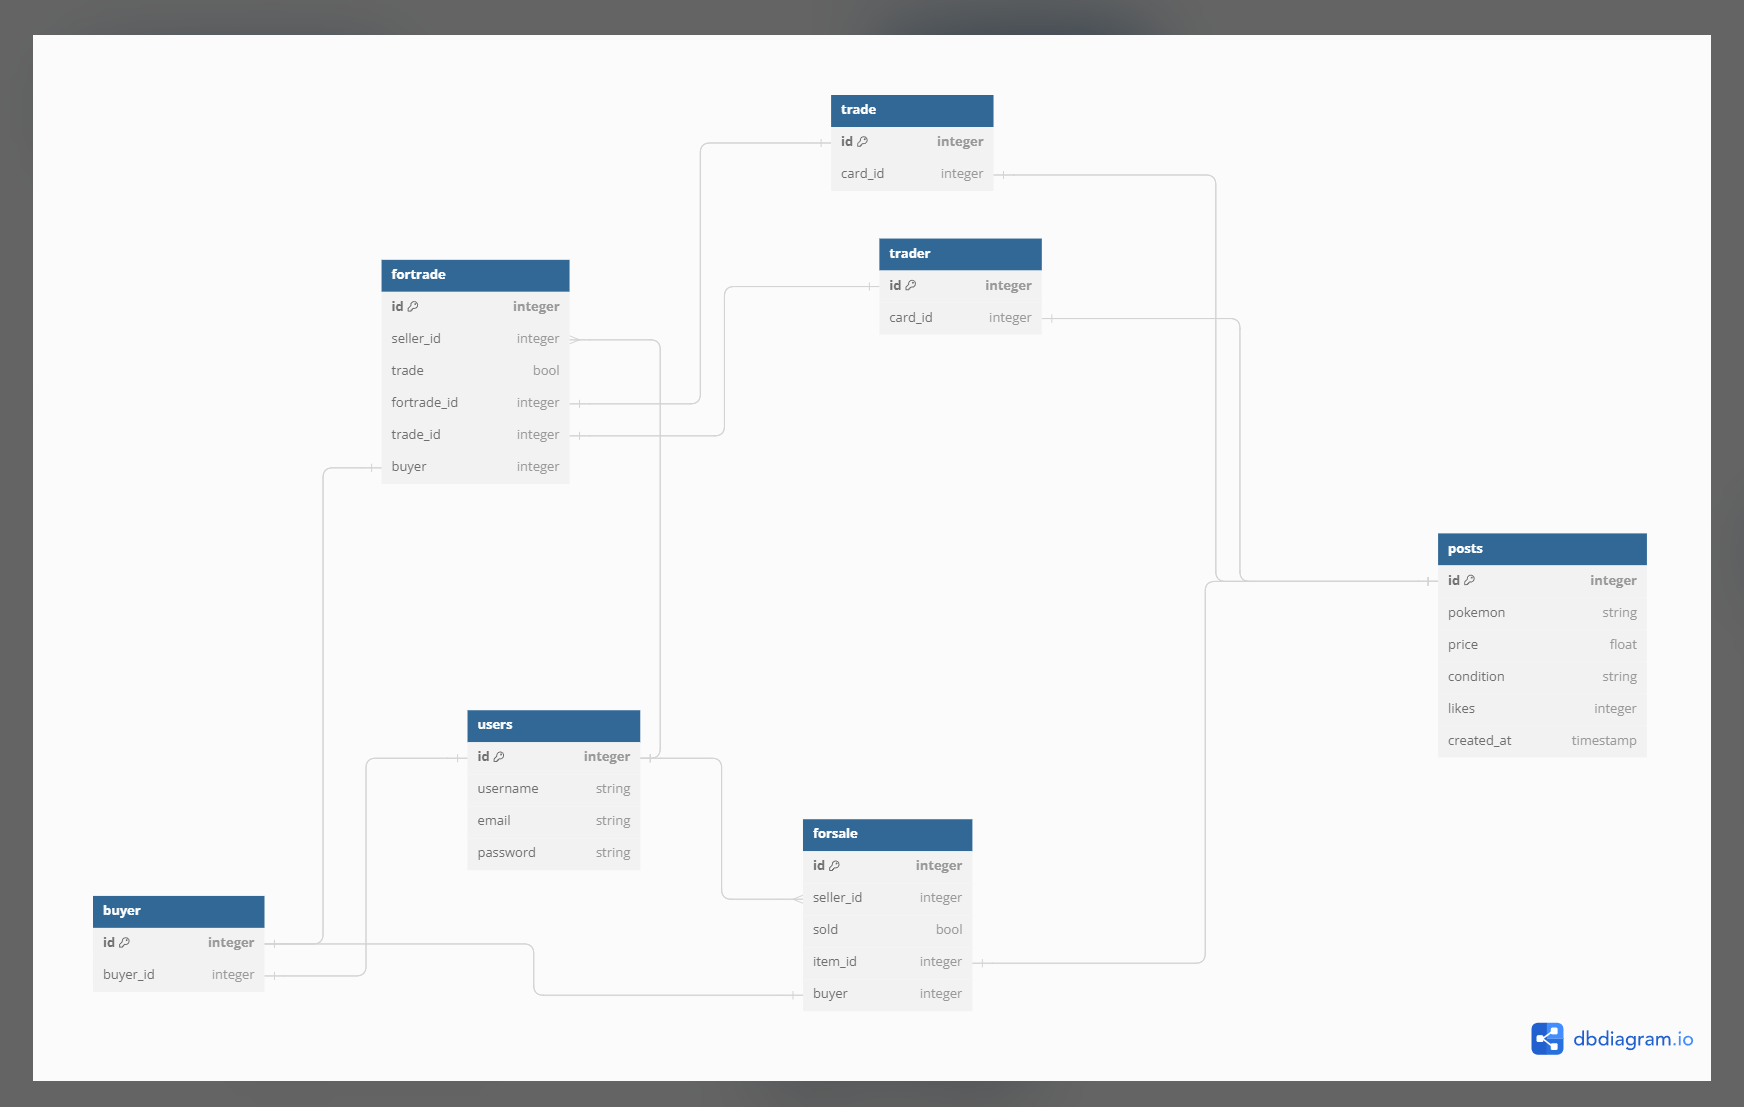 trade
id integer
card_id integer
trader
id integer
card_id integer
fortrade
id integer
seller_id integer
trade bool
fortrade_id integer
trade_id integer
buyer integer
posts
id integer
pokemon string
price float
condition string
likes integer
created_at timestamp
users
id integer
username string
email string
password string
forsale
id integer
seller_id integer
sold bool
item_id integer
buyer integer
buyer
id integer
buyer_id integer
dbdiagram.io